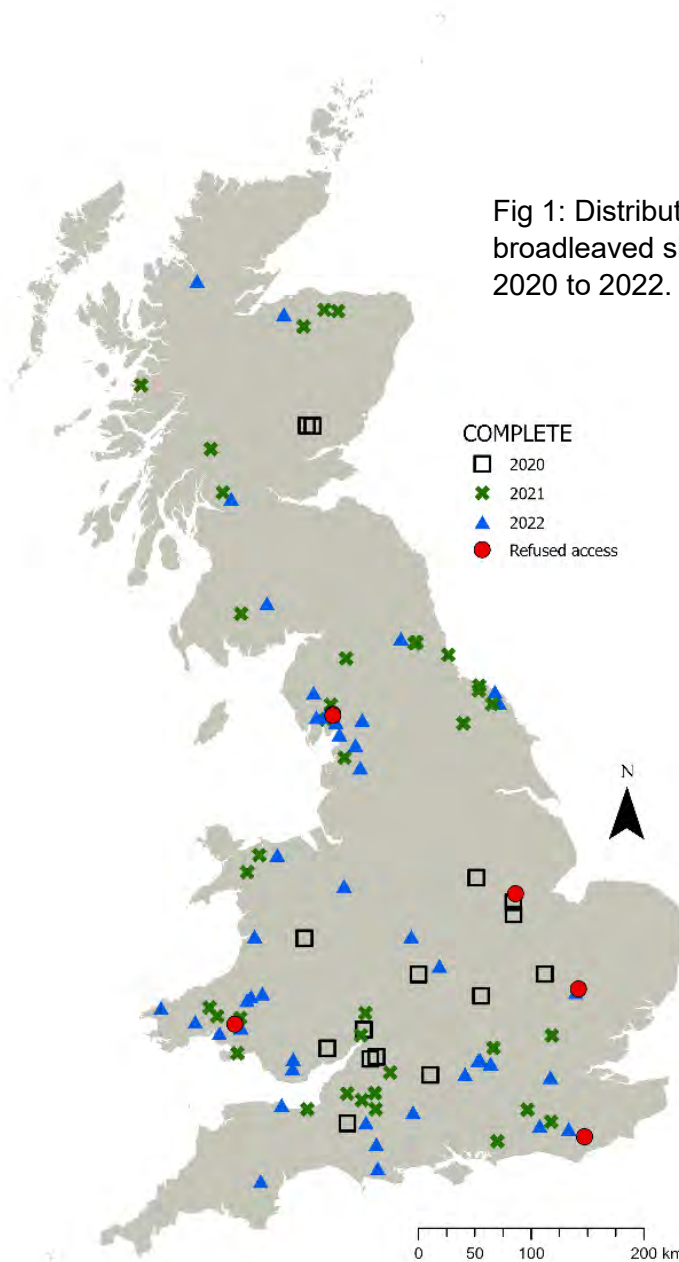 Fig 1: Distribut
broadleaved s
2020 to 2022.
COMPLETE
2020
2021
2022
Refused access
N
0 50 100 200 km